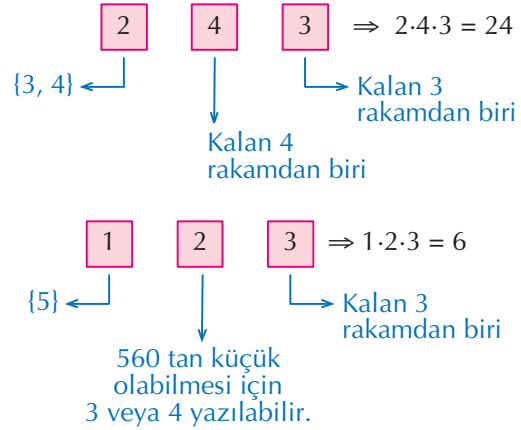 2 4 3 ⇒ 2·4·3 = 24
{3, 4}
Kalan 3
rakamdan biri
Kalan 4
rakamdan biri
1 2 3 ⇒ 1·2·3 = 6
{5}
Kalan 3
rakamdan biri
560 tan küçük
olabilmesi için
3 veya 4 yazılabilir.